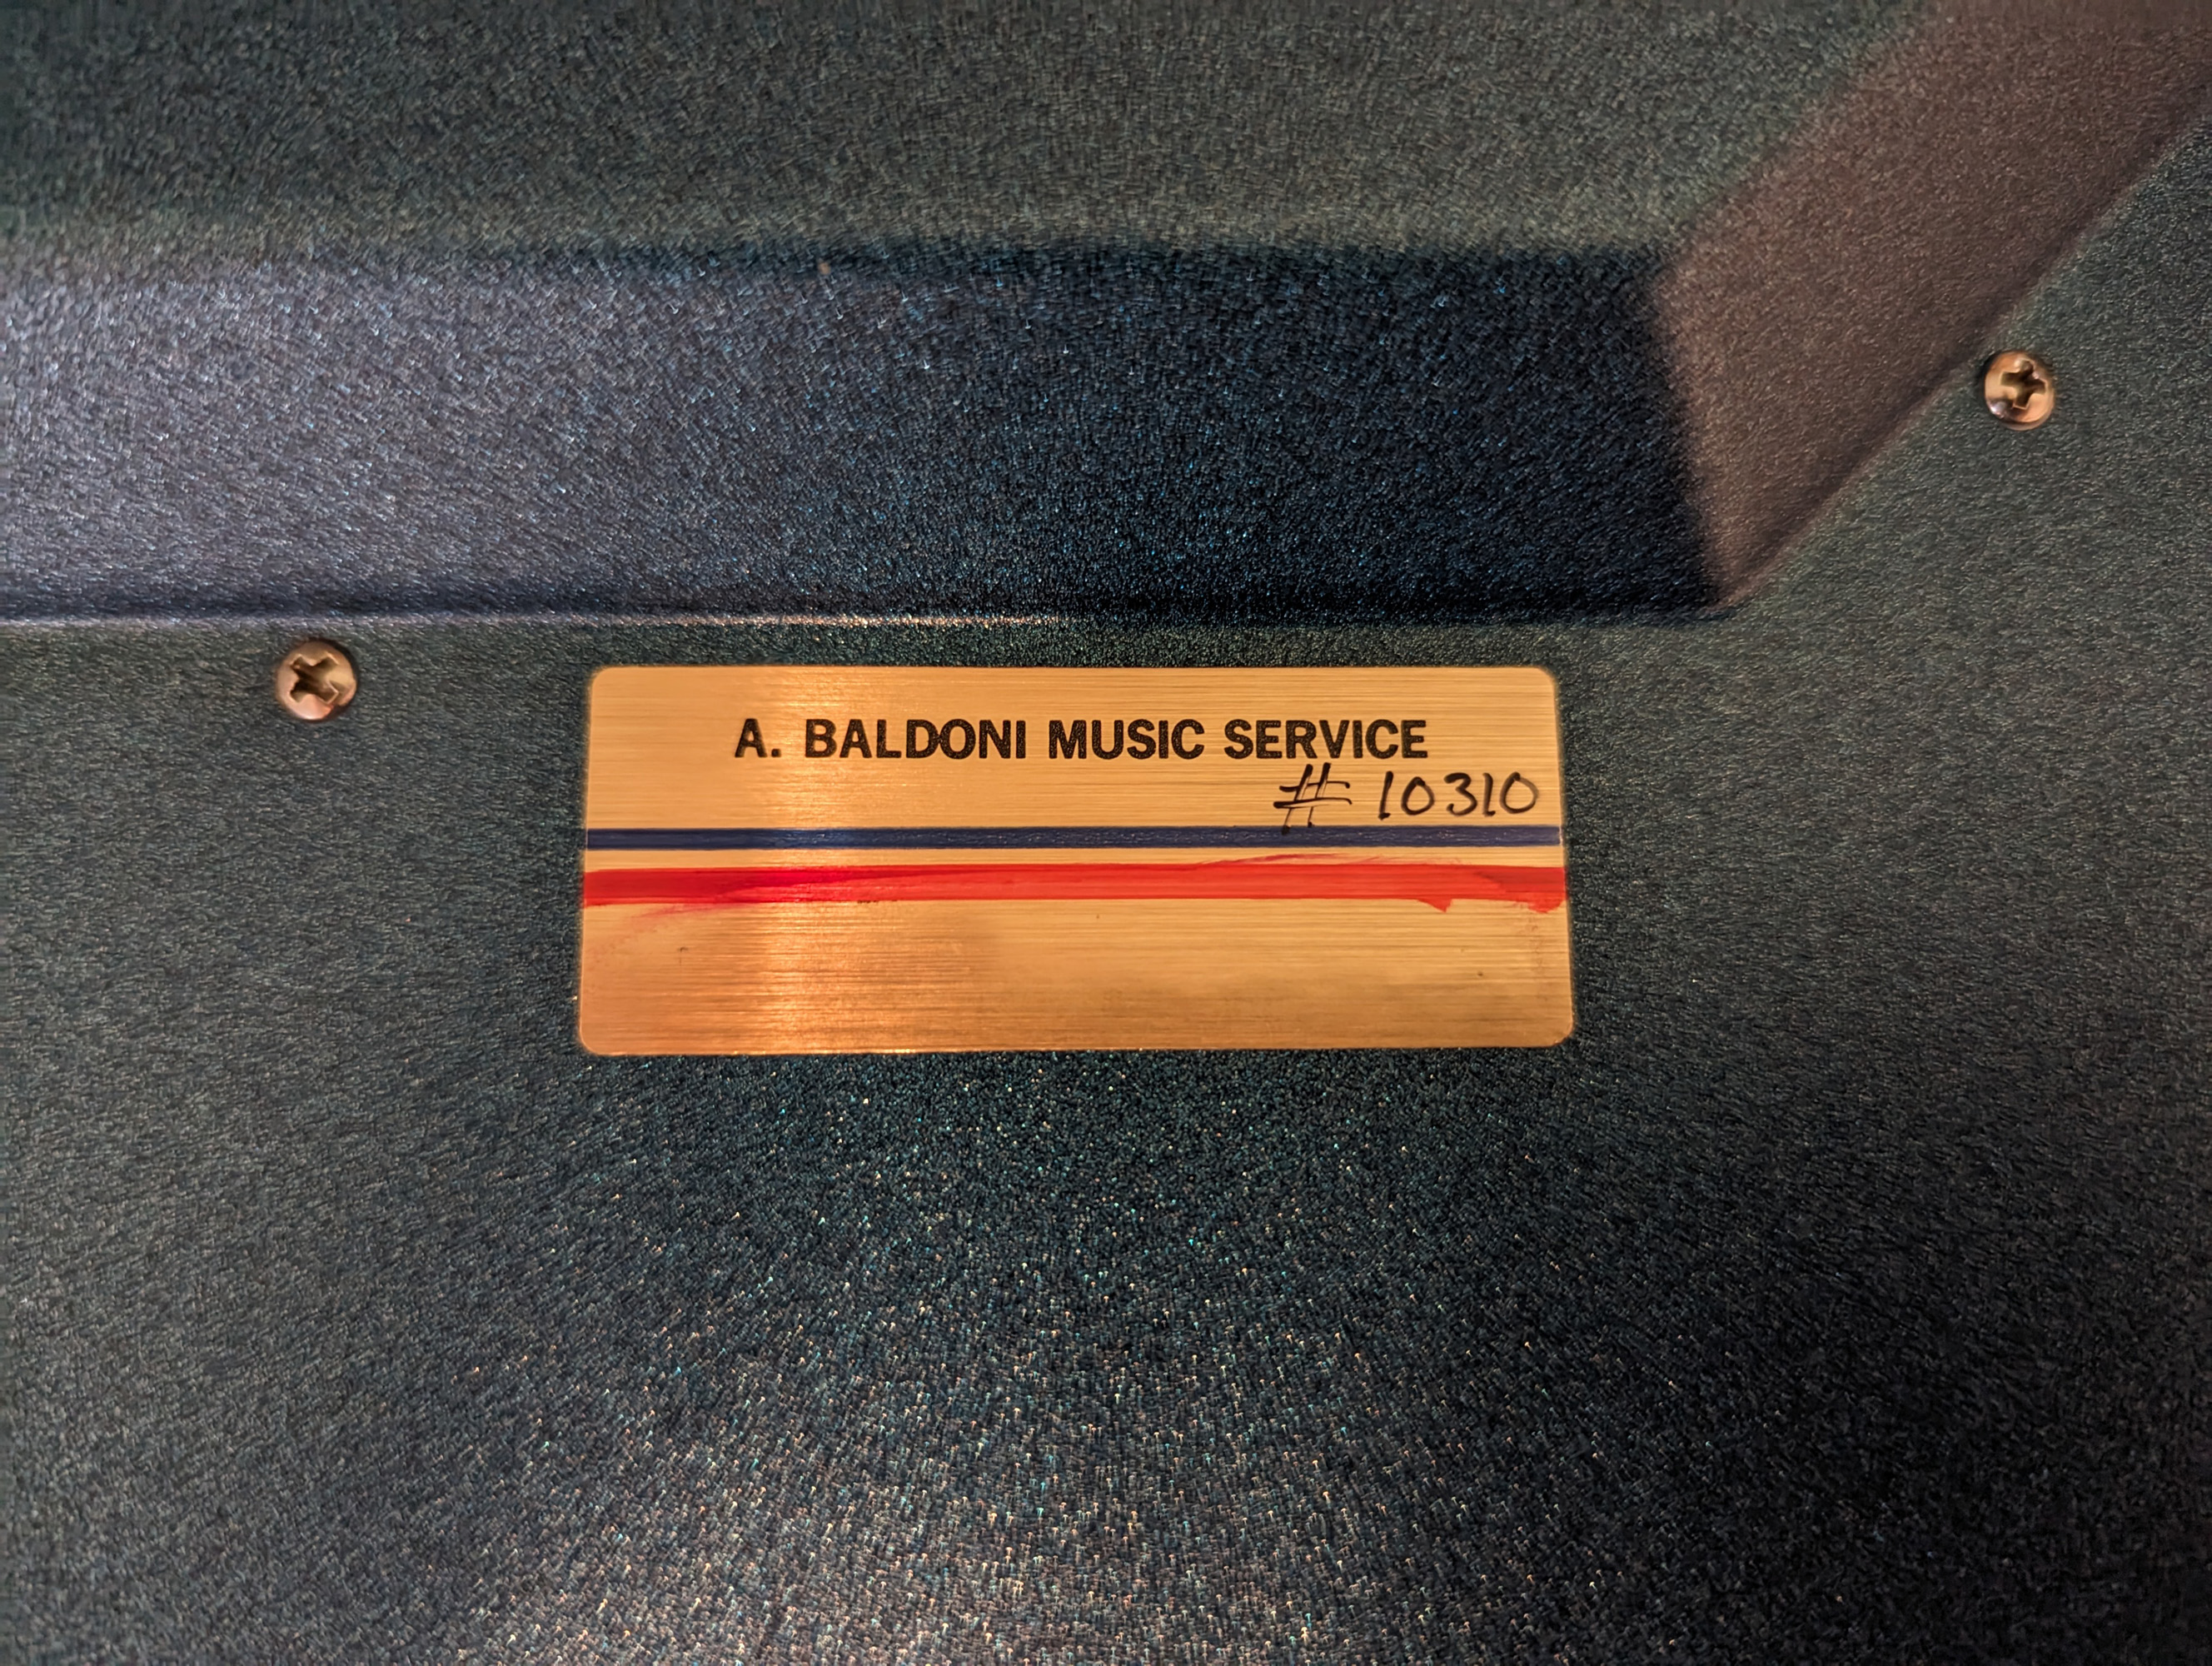 A. BALDONI MUSIC SERVICE
# 10310